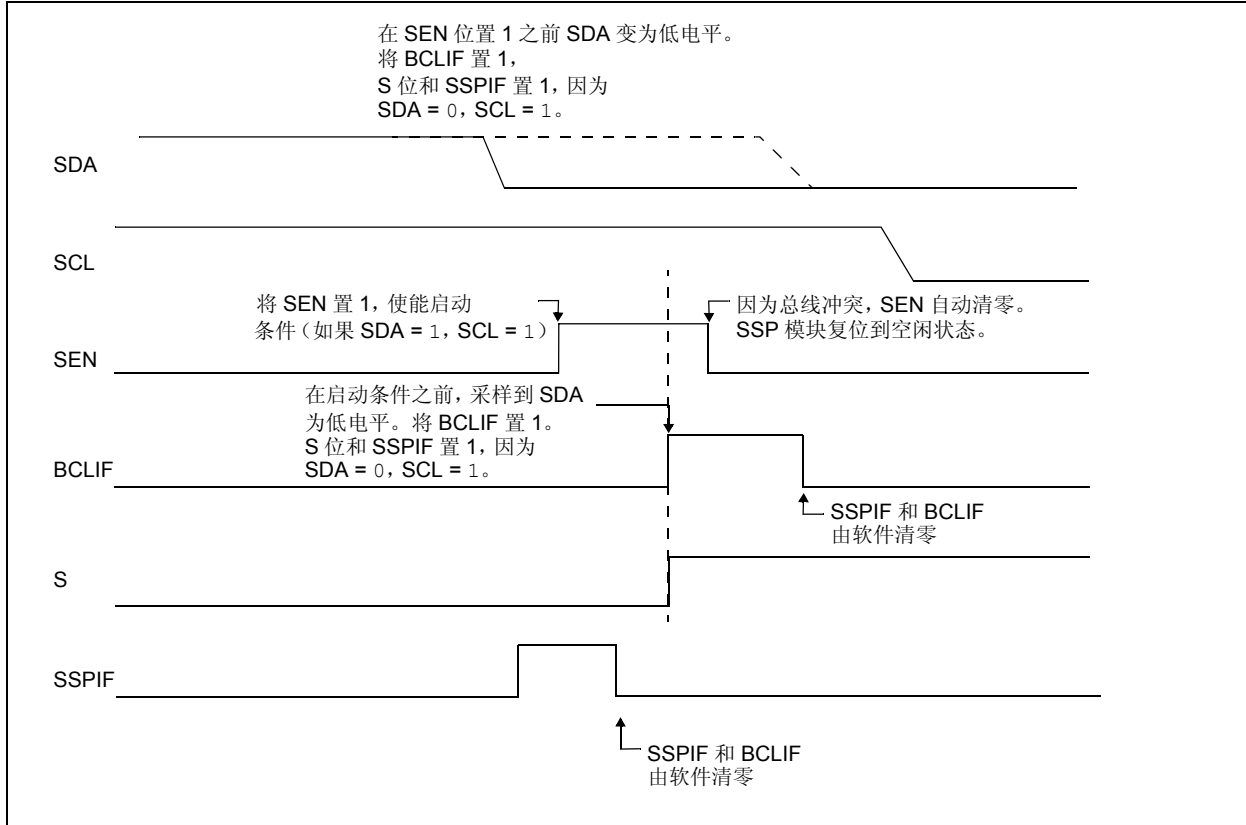 在 SEN 位置 1 之前 SDA 变为低电平。
将 BCLIF 置 1，
S 位和 SSPIF 置 1，因为
SDA = 0，SCL = 1。
SDA
SCL
将 SEN 置 1，使能启动
条件（如果 SDA = 1，SCL = 1）
因为总线冲突，SEN 自动清零。
SSP 模块复位到空闲状态。
SEN
在启动条件之前，采样到 SDA
为低电平。将 BCLIF 置 1。
S 位和 SSPIF 置 1，因为
SDA = 0，SCL = 1。
BCLIF
SSPIF 和 BCLIF
由软件清零
S
SSPIF
SSPIF 和 BCLIF
由软件清零